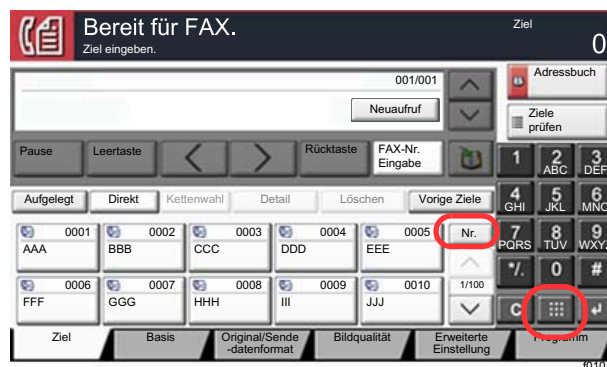 Bereit für FAX.
Ziel eingeben.
Ziel
0
001/001
Neuaufruf
Adressbuch
Ziele
prüfen
Pause
Leertaste
Rücktaste
FAX-Nr.
Eingabe
1
2
ABC
3
DEF
Aufgelegt
Direkt
Kettenwahl
Detail
Löschen
Vorige Ziele
4
GHI
5
JKL
6
MNO
0001
AAA
0002
BBB
0003
CCC
0004
DDD
0005
EEE
Nr.
7
PQRS
8
TUV
9
WXYZ
*/.
0
#
0006
FFF
0007
GGG
0008
HHH
0009
III
0010
JJJ
1/100
C
Ziel
Basis
Original/Sende
-datenformat
Bildqualität
Erweiterte
Einstellung
Programm
f010